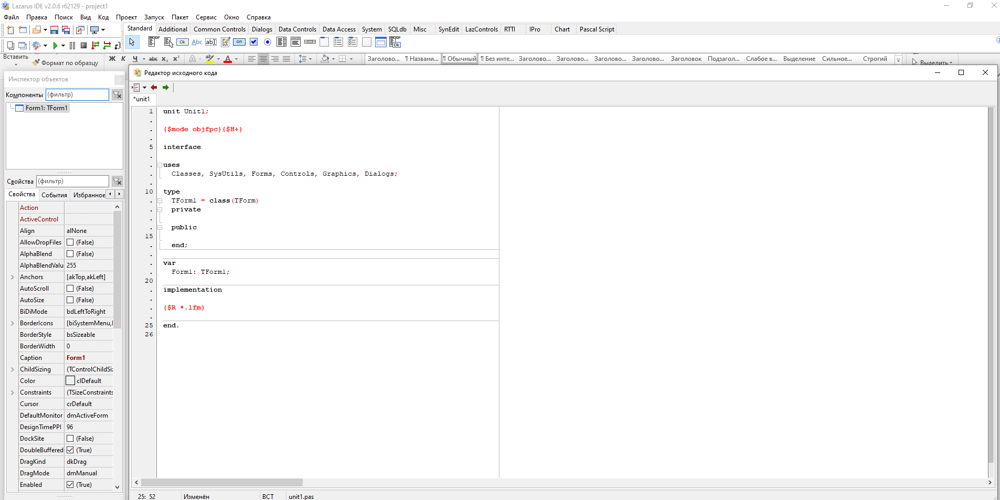 Lazarus IDE v2.0.6 r62129 - project1
Файл Правка Поиск Вид Код Проект Запуск Пакет Сервис Окно Справка
Standard Additional Common Controls Dialogs Data Controls Data Access System SQLdb Misc SynEdit LazControls RTTI IPro Chart Pascal Script
Ok Abc abI on Ok
Вставить
Формат по образцу
Ж К Ч abc x₂ x² A ab A
Заголово... ¶ Названи... ¶ Обычный ¶ Без инте... Заголово... Заголово... Заголово... Заголово... Заголовок Подзагол... Слабое в... Выделение Сильное... Строгий
Выделить
Инспектор объектов
Компоненты (фильтр)
Form1: TForm1
Свойства (фильтр)
Свойства События Избранное
Action
ActiveControl
Align alNone
AllowDropFiles (False)
AlphaBlend (False)
AlphaBlendValu 255
Anchors [akTop,akLeft]
AutoScroll (False)
AutoSize (False)
BiDiMode bdLeftToRight
BorderIcons [biSystemMenu,
BorderStyle bsSizeable
BorderWidth 0
Caption Form1
ChildSizing (TControlChildSi
Color clDefault
Constraints (TSizeConstraints
Cursor crDefault
DefaultMonitor dmActiveForm
DesignTimePPI 96
DockSite (False)
DoubleBuffered (True)
DragKind dkDrag
DragMode dmManual
Enabled (True)
Редактор исходного кода
*unit1
1 unit Unit1;
.
. {$mode objfpc}{$H+}
.
5 interface
.
. uses
. Classes, SysUtils, Forms, Controls, Graphics, Dialogs;
.
10 type
. TForm1 = class(TForm)
. private
.
. public
15
. end;
.
. var
. Form1: TForm1;
20
. implementation
.
. {$R *.lfm}
.
25 end.
26
25: 52 Изменён ВСТ unit1.pas